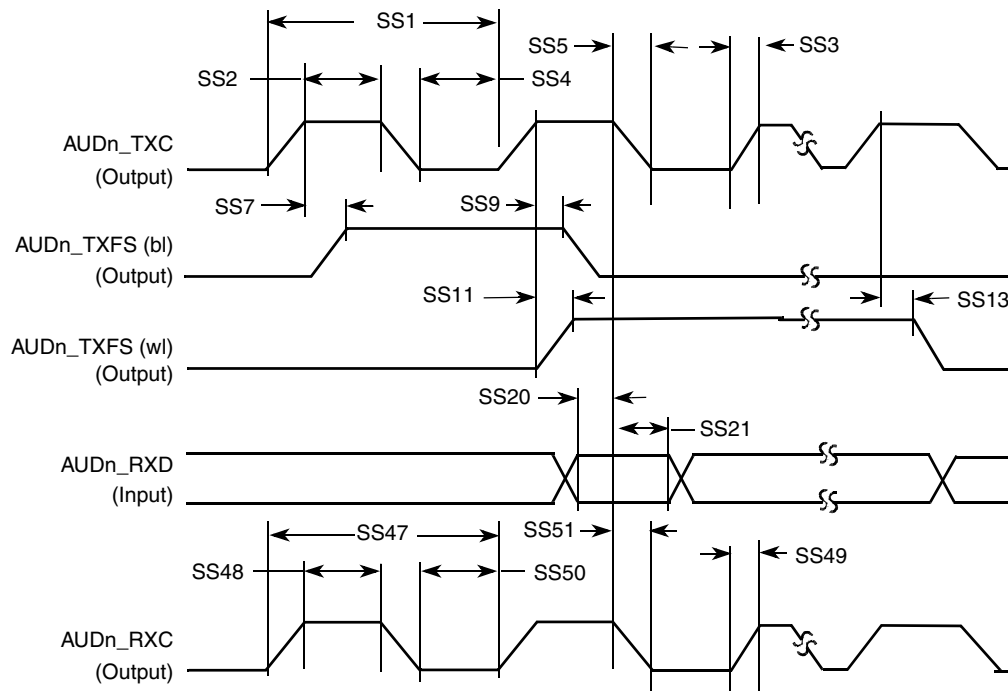 SS1
SS5
SS3
SS2
SS4
AUDn_TXC
(Output)
SS7
SS9
AUDn_TXFS (bl)
(Output)
SS11
SS13
AUDn_TXFS (wl)
(Output)
SS20
SS21
AUDn_RXD
(Input)
SS47
SS51
SS49
SS48
SS50
AUDn_RXC
(Output)